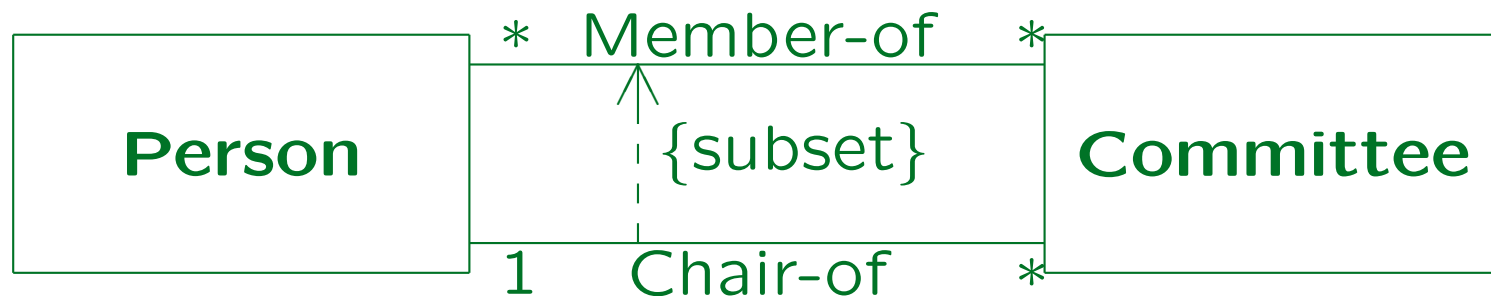 * Member-of *
Person {subset} Committee
1 Chair-of *